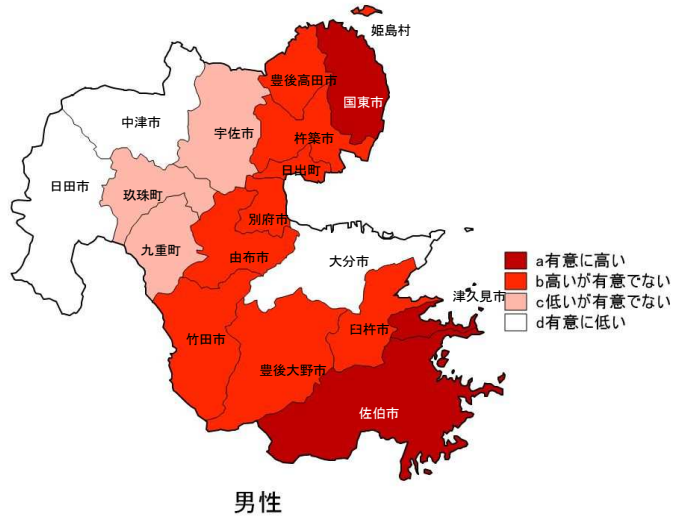 姫島村
豊後高田市
国東市
中津市
宇佐市
杵築市
日出町
日田市
玖珠町
別府市
九重町
由布市
大分市
a有意に高い
b高いが有意でない
c低いが有意でない
d有意に低い
津久見市
竹田市
臼杵市
豊後大野市
佐伯市
男性